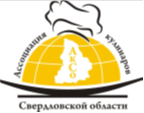 Ассоциация кулинаров
АКСо
Свердловской области